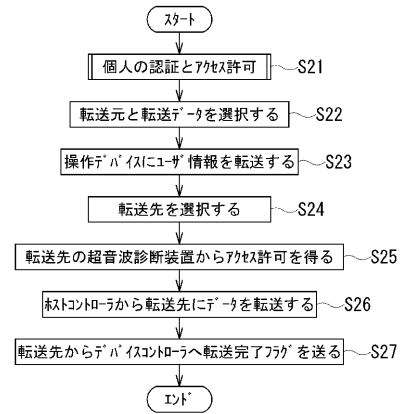 ｽﾀｰﾄ
個人の認証とｱｸｾｽ許可 S21
転送元と転送ﾃﾞｰﾀを選択する S22
操作ﾃﾞﾊﾞｲｽにﾕｰｻﾞ情報を転送する S23
転送先を選択する S24
転送先の超音波診断装置からｱｸｾｽ許可を得る S25
ﾎｽﾄｺﾝﾄﾛｰﾗから転送先にﾃﾞｰﾀを転送する S26
転送先からﾃﾞﾊﾞｲｽｺﾝﾄﾛｰﾗへ転送完了ﾌﾗｸﾞを送る S27
ｴﾝﾄﾞ